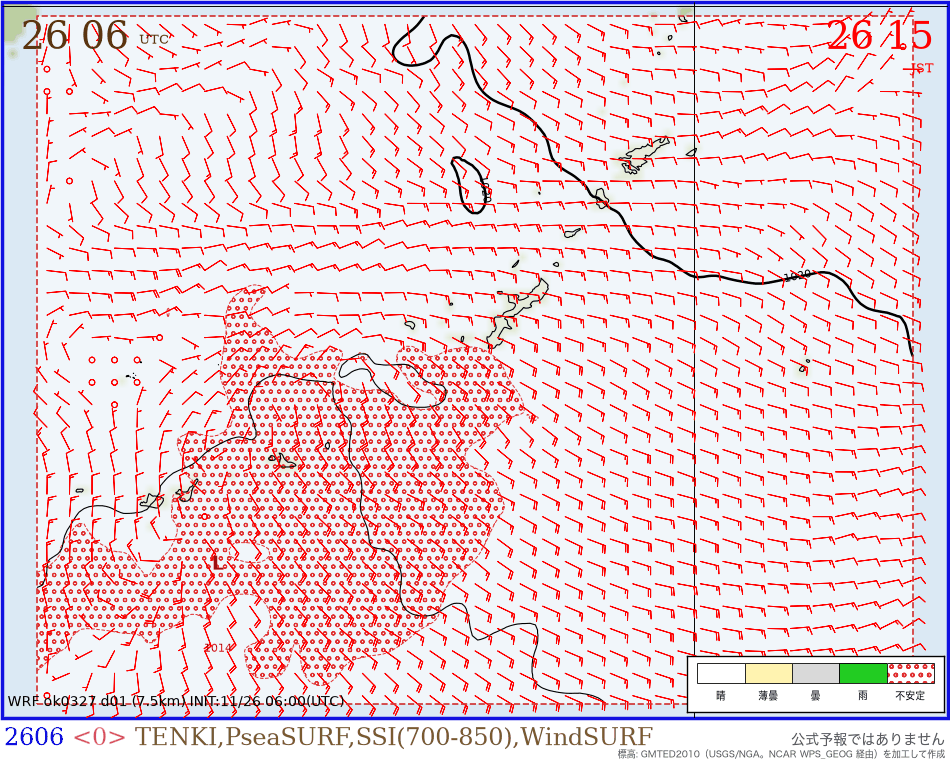 26 06 UTC
26 15
JST
1020
1020
L
1014
WRF ok0327 d01 (7.5km) INIT:11/26 06:00(UTC)
晴 薄曇 曇 雨 不安定
2606 <0> TENKI,PseaSURF,SSI(700-850),WindSURF
公式予報ではありません
標高: GMTED2010（USGS/NGA。NCAR WPS_GEOG 経由）を加工して作成